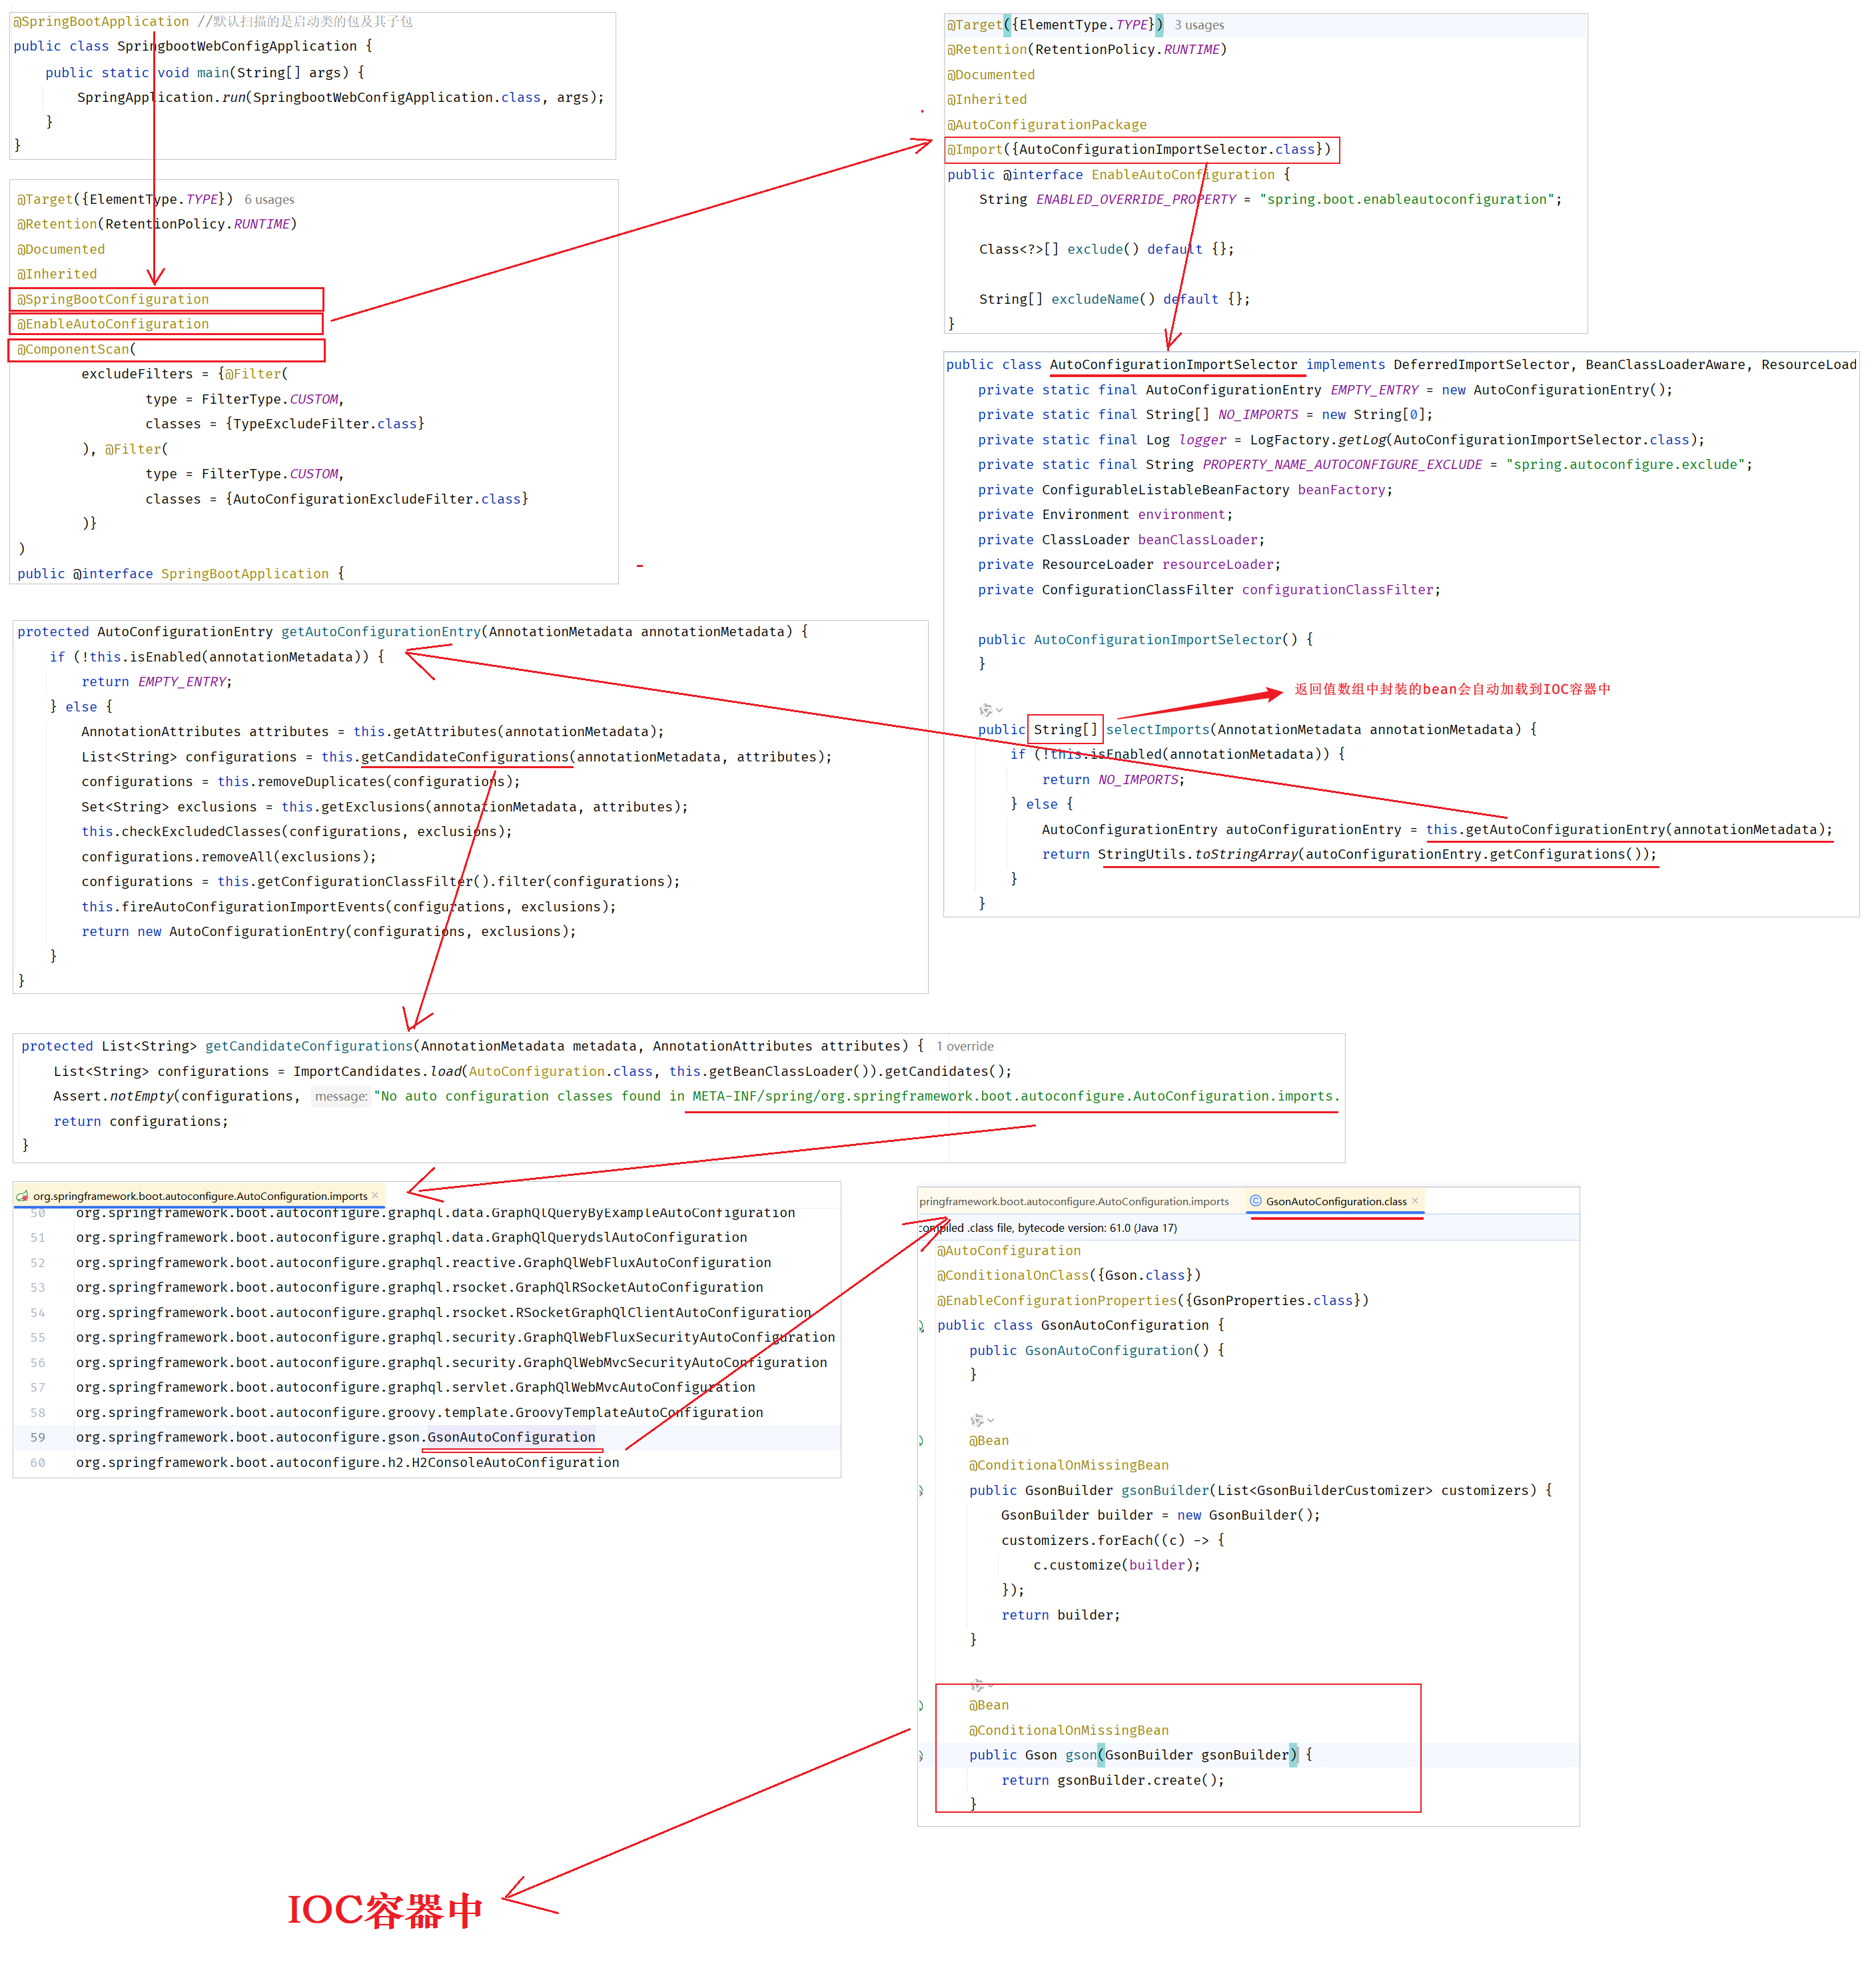 @SpringBootApplication //默认扫描的是启动类的包及其子包
public class SpringbootWebConfigApplication {
    public static void main(String[] args) {
        SpringApplication.run(SpringbootWebConfigApplication.class, args);
    }
}
@Target({ElementType.TYPE}) 6 usages
@Retention(RetentionPolicy.RUNTIME)
@Documented
@Inherited
@SpringBootConfiguration
@EnableAutoConfiguration
@ComponentScan(
        excludeFilters = {@Filter(
                type = FilterType.CUSTOM,
                classes = {TypeExcludeFilter.class}
        ), @Filter(
                type = FilterType.CUSTOM,
                classes = {AutoConfigurationExcludeFilter.class}
        )}
)
public @interface SpringBootApplication {
@Target({ElementType.TYPE}) 3 usages
@Retention(RetentionPolicy.RUNTIME)
@Documented
@Inherited
@AutoConfigurationPackage
@Import({AutoConfigurationImportSelector.class})
public @interface EnableAutoConfiguration {
    String ENABLED_OVERRIDE_PROPERTY = "spring.boot.enableautoconfiguration";
    Class<?>[] exclude() default {};
    String[] excludeName() default {};
}
public class AutoConfigurationImportSelector implements DeferredImportSelector, BeanClassLoaderAware, ResourceLoad
    private static final AutoConfigurationEntry EMPTY_ENTRY = new AutoConfigurationEntry();
    private static final String[] NO_IMPORTS = new String[0];
    private static final Log logger = LogFactory.getLog(AutoConfigurationImportSelector.class);
    private static final String PROPERTY_NAME_AUTOCONFIGURE_EXCLUDE = "spring.autoconfigure.exclude";
    private ConfigurableListableBeanFactory beanFactory;
    private Environment environment;
    private ClassLoader beanClassLoader;
    private ResourceLoader resourceLoader;
    private ConfigurationClassFilter configurationClassFilter;
    public AutoConfigurationImportSelector() {
    }
返回值数组中封装的bean会自动加载到IOC容器中
    public String[] selectImports(AnnotationMetadata annotationMetadata) {
        if (!this.isEnabled(annotationMetadata)) {
            return NO_IMPORTS;
        } else {
            AutoConfigurationEntry autoConfigurationEntry = this.getAutoConfigurationEntry(annotationMetadata);
            return StringUtils.toStringArray(autoConfigurationEntry.getConfigurations());
        }
    }
protected AutoConfigurationEntry getAutoConfigurationEntry(AnnotationMetadata annotationMetadata) {
    if (!this.isEnabled(annotationMetadata)) {
        return EMPTY_ENTRY;
    } else {
        AnnotationAttributes attributes = this.getAttributes(annotationMetadata);
        List<String> configurations = this.getCandidateConfigurations(annotationMetadata, attributes);
        configurations = this.removeDuplicates(configurations);
        Set<String> exclusions = this.getExclusions(annotationMetadata, attributes);
        this.checkExcludedClasses(configurations, exclusions);
        configurations.removeAll(exclusions);
        configurations = this.getConfigurationClassFilter().filter(configurations);
        this.fireAutoConfigurationImportEvents(configurations, exclusions);
        return new AutoConfigurationEntry(configurations, exclusions);
    }
}
protected List<String> getCandidateConfigurations(AnnotationMetadata metadata, AnnotationAttributes attributes) { 1 override
    List<String> configurations = ImportCandidates.load(AutoConfiguration.class, this.getBeanClassLoader()).getCandidates();
    Assert.notEmpty(configurations, message: "No auto configuration classes found in META-INF/spring/org.springframework.boot.autoconfigure.AutoConfiguration.imports.
    return configurations;
}
org.springframework.boot.autoconfigure.AutoConfiguration.imports ×
50 org.springframework.boot.autoconfigure.graphql.data.GraphQlQueryByExampleAutoConfiguration
51 org.springframework.boot.autoconfigure.graphql.data.GraphQlQuerydslAutoConfiguration
52 org.springframework.boot.autoconfigure.graphql.reactive.GraphQlWebFluxAutoConfiguration
53 org.springframework.boot.autoconfigure.graphql.rsocket.GraphQlRSocketAutoConfiguration
54 org.springframework.boot.autoconfigure.graphql.rsocket.RSocketGraphQlClientAutoConfiguration
55 org.springframework.boot.autoconfigure.graphql.security.GraphQlWebFluxSecurityAutoConfiguration
56 org.springframework.boot.autoconfigure.graphql.security.GraphQlWebMvcSecurityAutoConfiguration
57 org.springframework.boot.autoconfigure.graphql.servlet.GraphQlWebMvcAutoConfiguration
58 org.springframework.boot.autoconfigure.groovy.template.GroovyTemplateAutoConfiguration
59 org.springframework.boot.autoconfigure.gson.GsonAutoConfiguration
60 org.springframework.boot.autoconfigure.h2.H2ConsoleAutoConfiguration
pringframework.boot.autoconfigure.AutoConfiguration.imports GsonAutoConfiguration.class ×
compiled .class file, bytecode version: 61.0 (Java 17)
@AutoConfiguration
@ConditionalOnClass({Gson.class})
@EnableConfigurationProperties({GsonProperties.class})
public class GsonAutoConfiguration {
    public GsonAutoConfiguration() {
    }
    @Bean
    @ConditionalOnMissingBean
    public GsonBuilder gsonBuilder(List<GsonBuilderCustomizer> customizers) {
        GsonBuilder builder = new GsonBuilder();
        customizers.forEach((c) -> {
            c.customize(builder);
        });
        return builder;
    }
    @Bean
    @ConditionalOnMissingBean
    public Gson gson(GsonBuilder gsonBuilder) {
        return gsonBuilder.create();
    }
IOC容器中